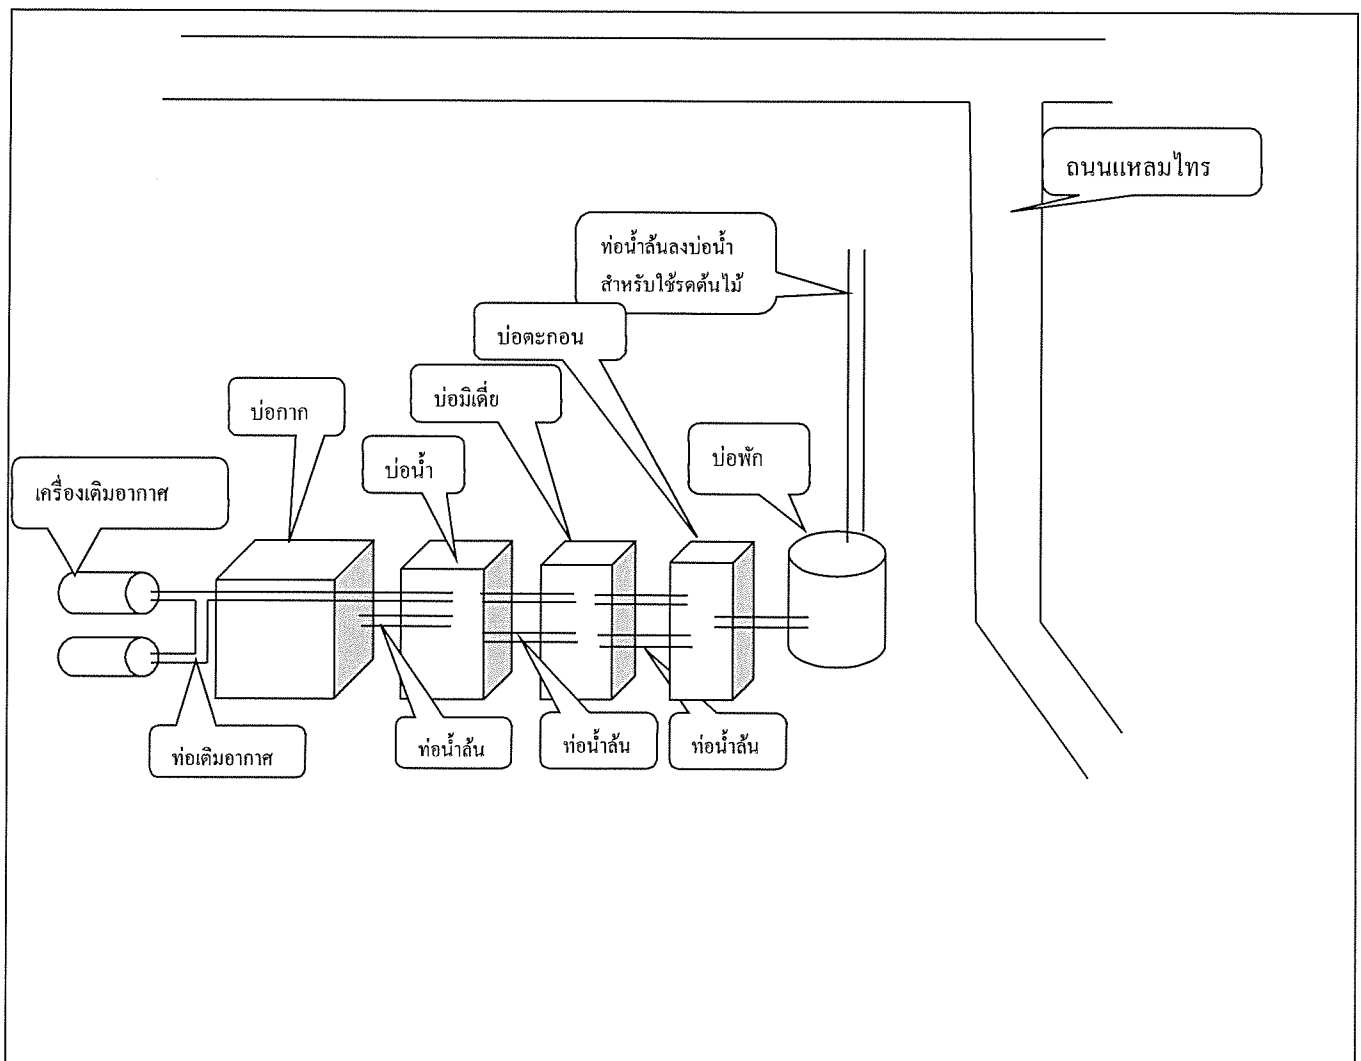 ถนนแหลมไทร
ท่อน้ำล้นลงบ่อน้ำ
สำหรับใช้รดต้นไม้
บ่อตะกอน
บ่อมิเดี่ย
บ่อกาก
บ่อพัก
บ่อน้ำ
เครื่องเติมอากาศ
ท่อน้ำล้น
ท่อน้ำล้น
ท่อน้ำล้น
ท่อเติมอากาศ